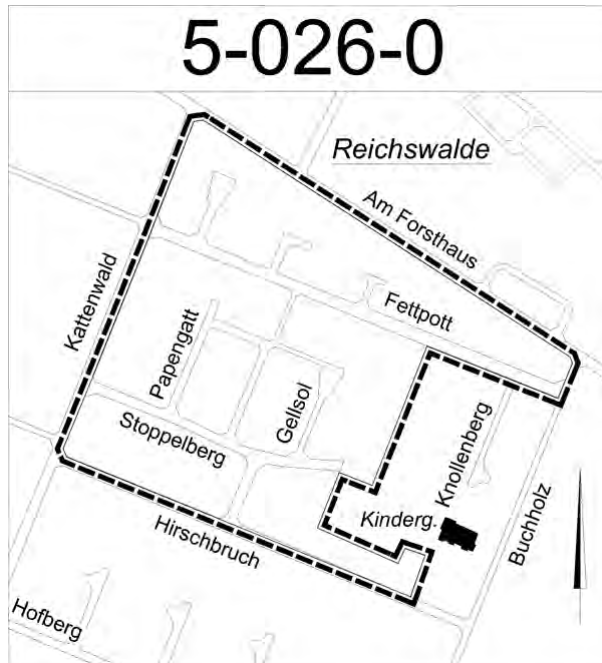 5-026-0
Reichswalde
Am Forsthaus
Kattenwald
Fettpott
Papengatt
Gellsol
Stoppelberg
Knollenberg
Kinderg.
Buchholz
Hirschbruch
Hofberg